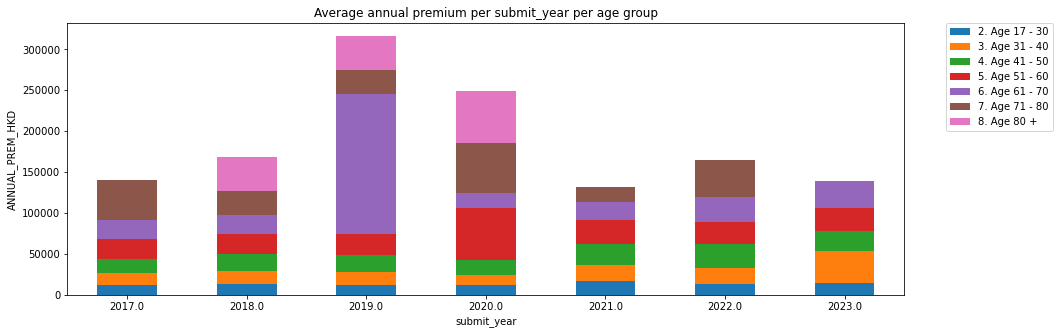 Average annual premium per submit_year per age group
ANNUAL_PREM_HKD
300000
250000
200000
150000
100000
50000
0
2017.0 2018.0 2019.0 2020.0 2021.0 2022.0 2023.0
submit_year
2. Age 17 - 30
3. Age 31 - 40
4. Age 41 - 50
5. Age 51 - 60
6. Age 61 - 70
7. Age 71 - 80
8. Age 80 +